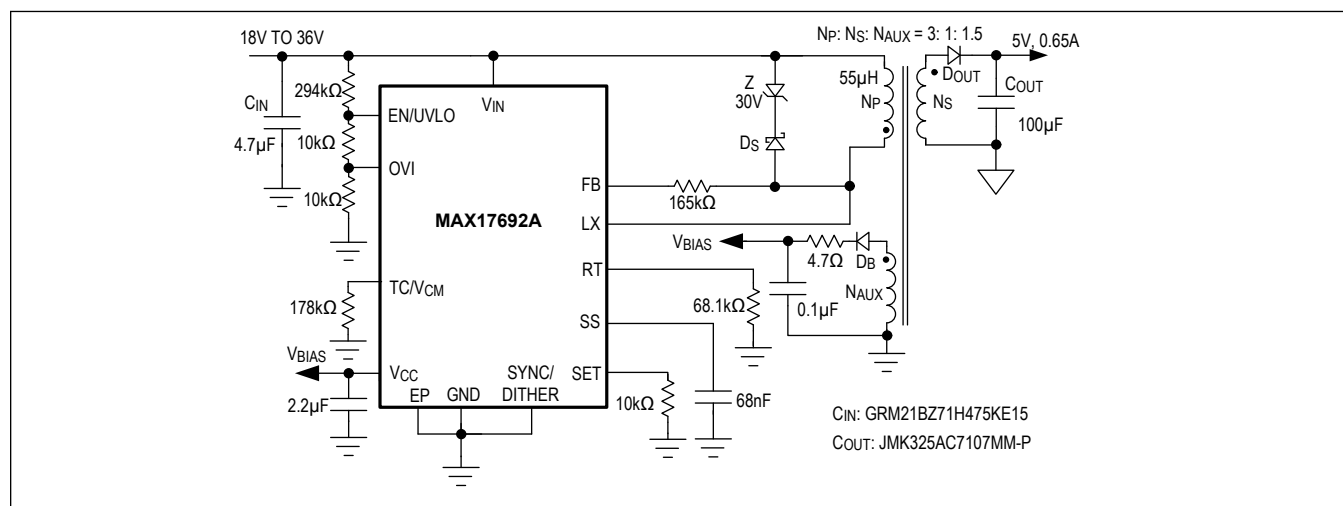 18V TO 36V
NP: NS: NAUX = 3: 1: 1.5
5V, 0.65A
294kΩ
CIN
4.7µF
EN/UVLO
VIN
Z
30V
55µH
NP
NS
DOUT
COUT
100µF
10kΩ
OVI
10kΩ
DS
FB
165kΩ
MAX17692A
LX
VBIAS
4.7Ω
DB
NAUX
0.1µF
RT
68.1kΩ
TC/VCM
178kΩ
SS
VBIAS
VCC
2.2µF
EP
GND
SYNC/
DITHER
SET
10kΩ
68nF
CIN: GRM21BZ71H475KE15
COUT: JMK325AC7107MM-P